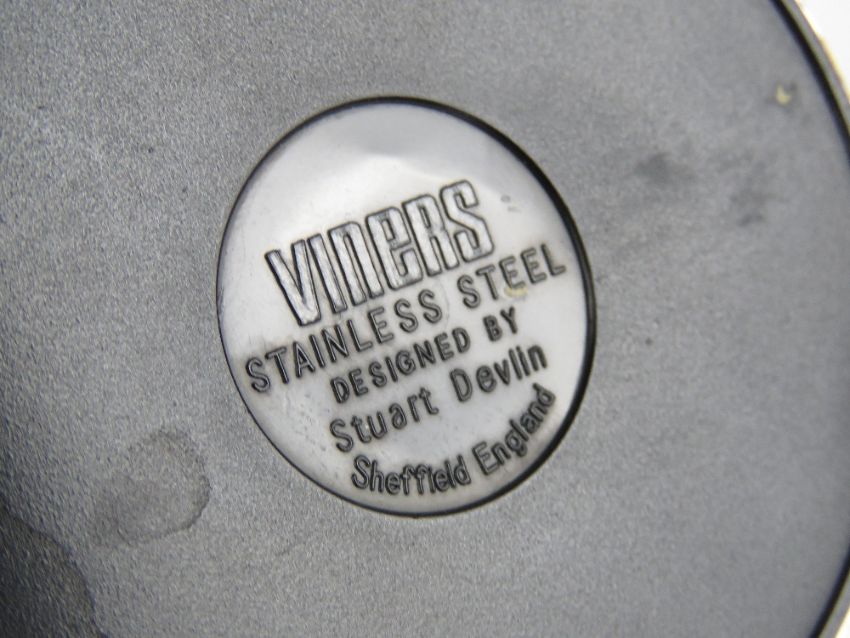 VINERS
STAINLESS STEEL
DESIGNED BY
Stuart Devlin
Sheffield England